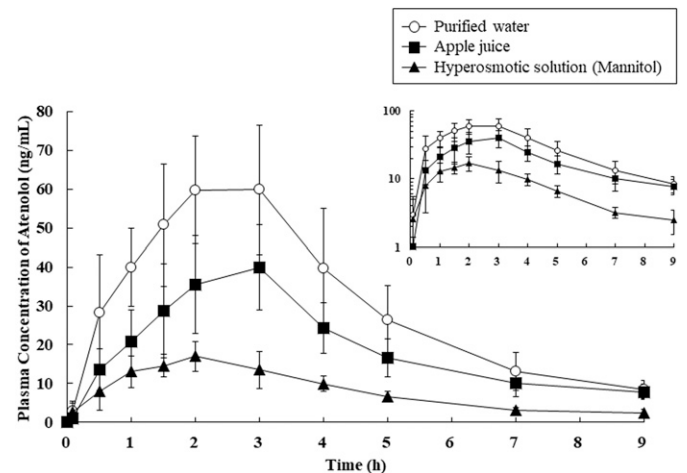 Purified water
Apple juice
Hyperosmotic solution (Mannitol)
Plasma Concentration of Atenolol (ng/mL)
80
70
60
50
40
30
20
10
0
0 1 2 3 4 5 6 7 8 9
Time (h)
100
10
1
0 1 2 3 4 5 6 7 8 9